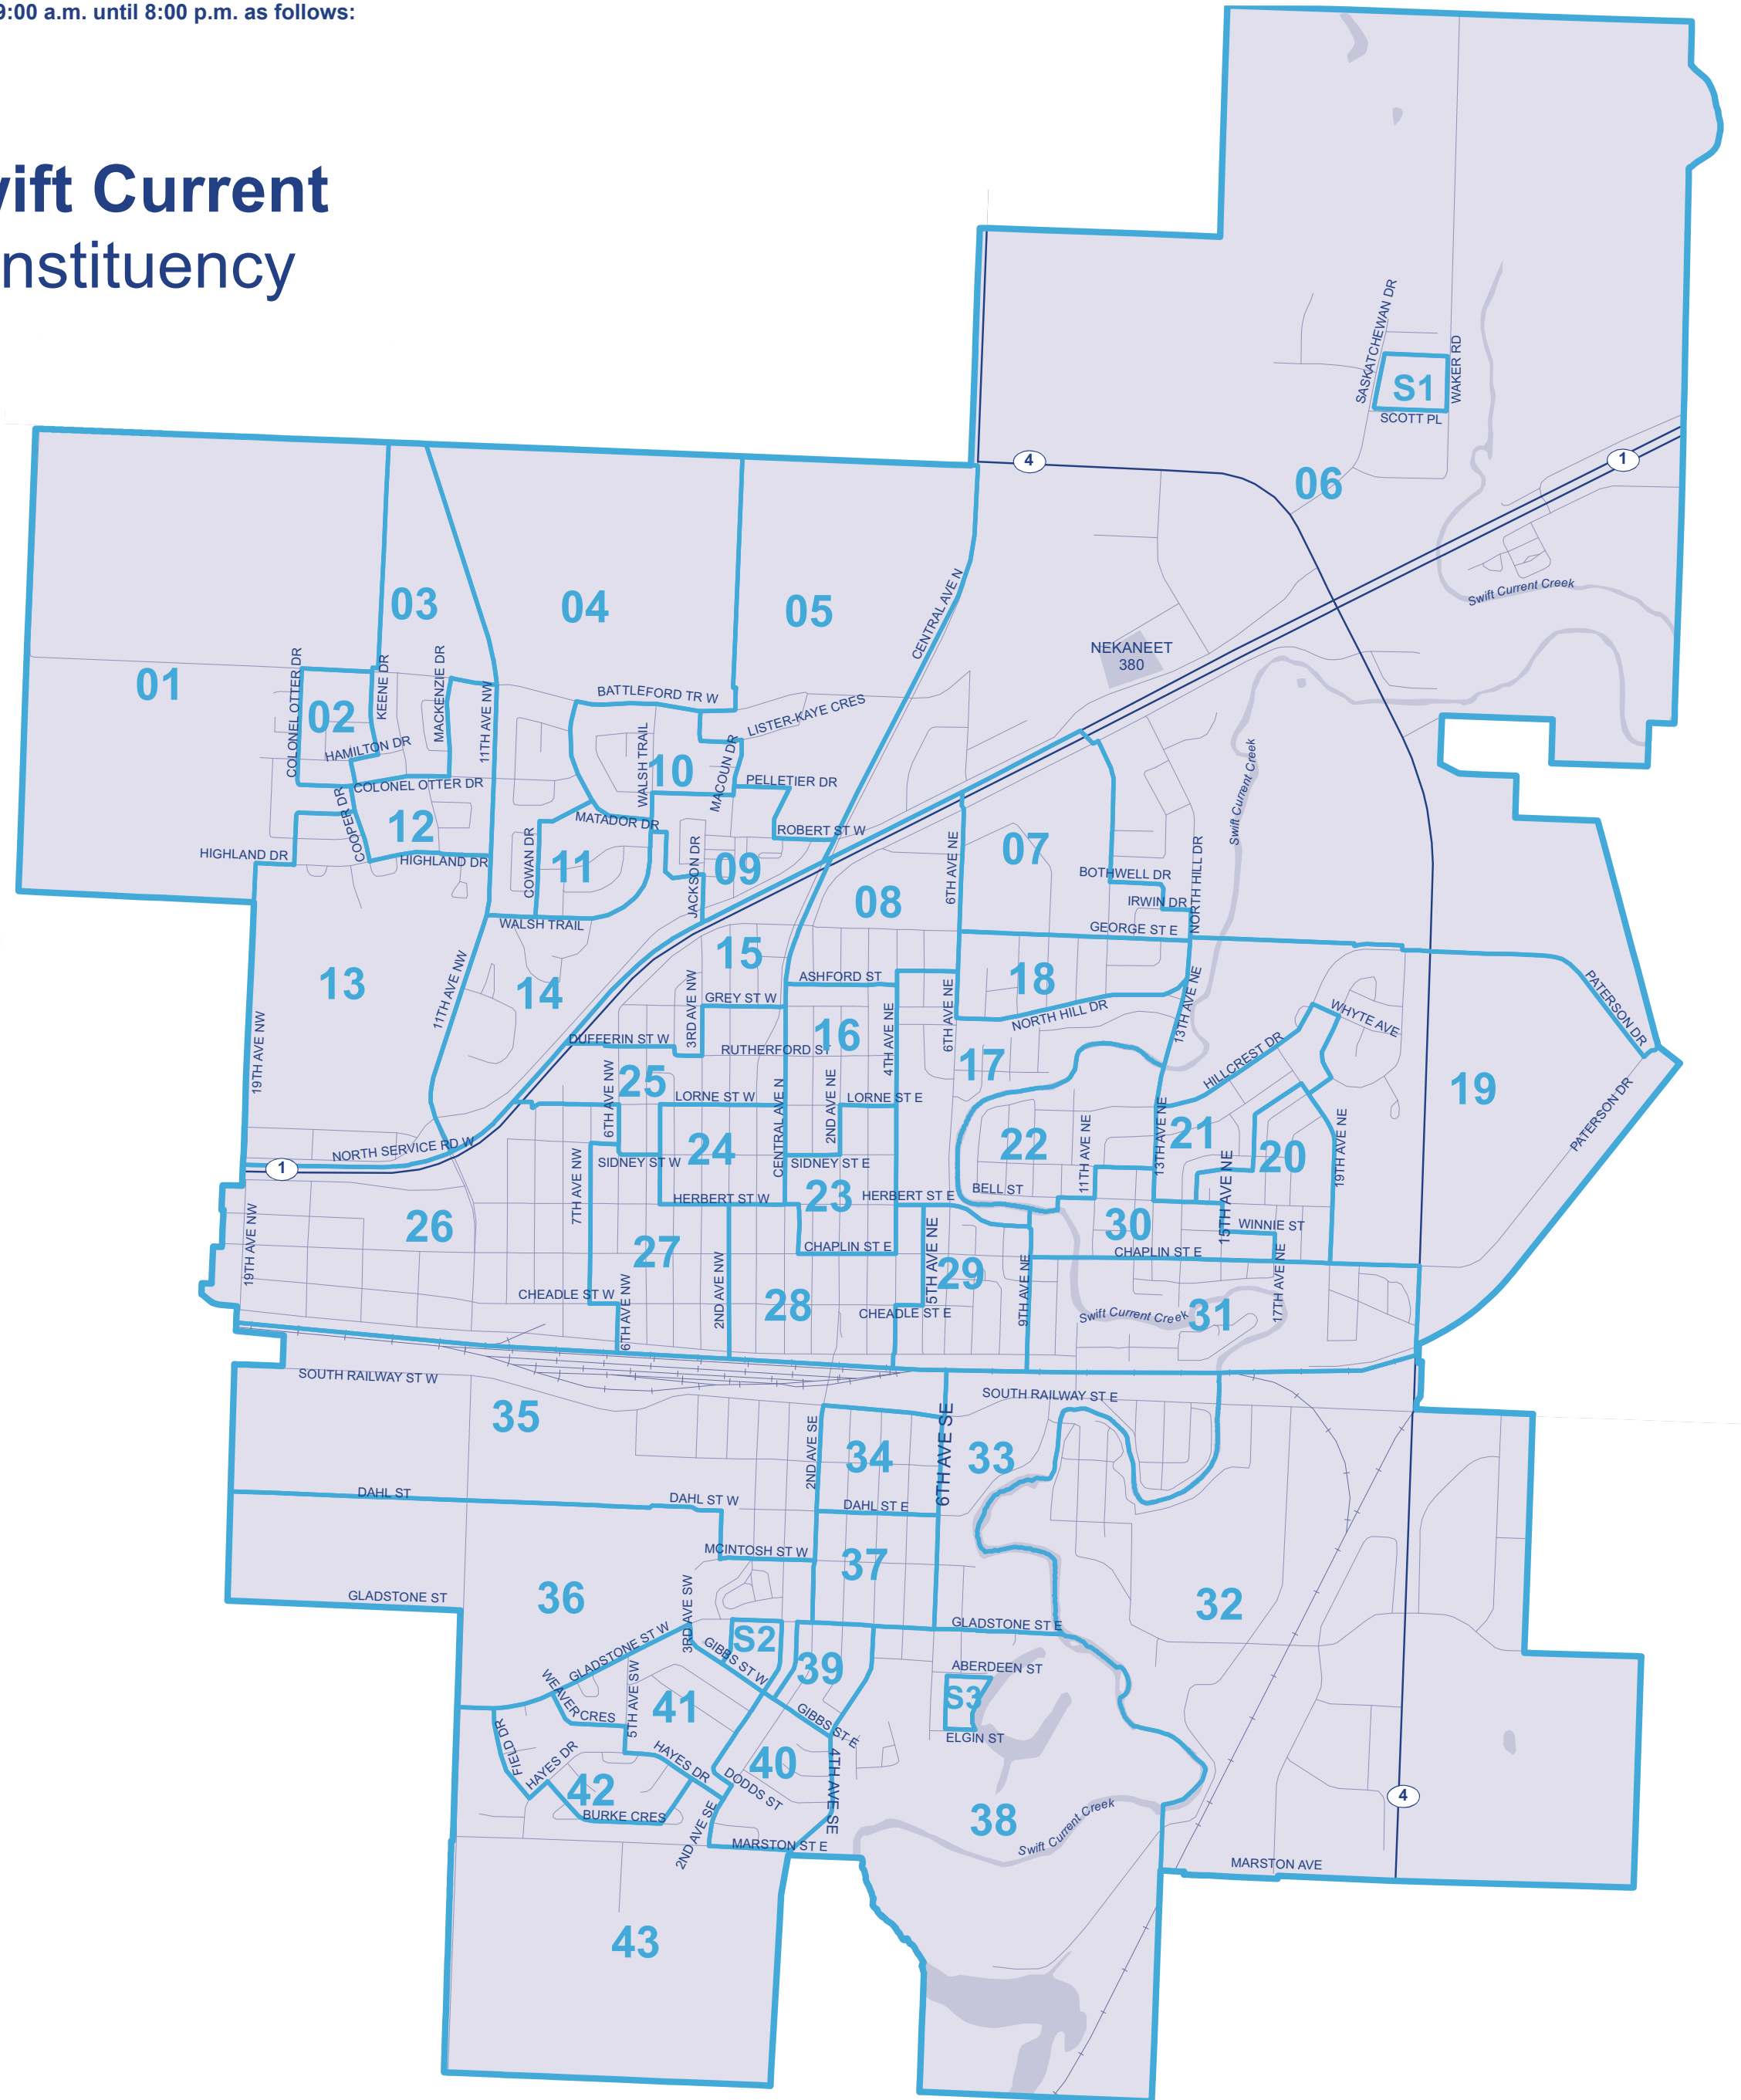 9:00 a.m. until 8:00 p.m. as follows:
vift Current
nstituency
SASKATCHEWAN DR
WAKER RD
S1
SCOTT PL
4
1
06
Swift Current Creek
03
04
05
CENTRAL AVE N
NEKANEET
380
01
COLONEL OTTER DR
02
KEENE DR
MACKENZIE DR
11TH AVE NW
HAMILTON DR
COLONEL OTTER DR
COOPER DR
12
HIGHLAND DR
HIGHLAND DR
BATTLEFORD TR W
LISTER-KAYE CRES
WALSH TRAIL
10
MACOUN DR
PELLETIER DR
MATADOR DR
ROBERT ST W
COWAN DR
11
JACKSON DR
09
WALSH TRAIL
08
6TH AVE NE
07
BOTHWELL DR
IRWIN DR
NORTH HILL DR
Swift Current Creek
GEORGE ST E
13
11TH AVE NW
14
15
3RD AVE NW
GREY ST W
ASHFORD ST
18
NORTH HILL DR
13TH AVE NE
PATERSON DR
19TH AVE NW
DUFFERIN ST W
RUTHERFORD ST
16
4TH AVE NE
6TH AVE NE
17
WHYTE AVE
HILLCREST DR
25
6TH AVE NW
LORNE ST W
CENTRAL AVE N
2ND AVE NE
LORNE ST E
19
PATERSON DR
NORTH SERVICE RD W
1
7TH AVE NW
SIDNEY ST W
24
SIDNEY ST E
22
11TH AVE NE
13TH AVE NE
21
20
19TH AVE NE
HERBERT ST W
23
HERBERT ST E
BELL ST
15TH AVE NE
19TH AVE NW
26
27
2ND AVE NW
CHAPLIN ST E
5TH AVE NE
30
WINNIE ST
CHAPLIN ST E
CHEADLE ST W
6TH AVE NW
28
29
CHEADLE ST E
9TH AVE NE
Swift Current Creek
31
17TH AVE NE
SOUTH RAILWAY ST W
SOUTH RAILWAY ST E
35
2ND AVE SE
34
6TH AVE SE
33
DAHL ST
DAHL ST W
DAHL ST E
MCINTOSH ST W
37
32
GLADSTONE ST
36
3RD AVE SW
GLADSTONE ST W
GLADSTONE ST E
S2
GIBBS ST W
39
ABERDEEN ST
S3
ELGIN ST
WEAVER CRES
5TH AVE SW
41
GIBBS ST E
FIELD DR
HAYES DR
HAYES DR
40
4TH AVE SE
DODDS ST
42
BURKE CRES
2ND AVE SE
MARSTON ST E
38
Swift Current Creek
4
MARSTON AVE
43